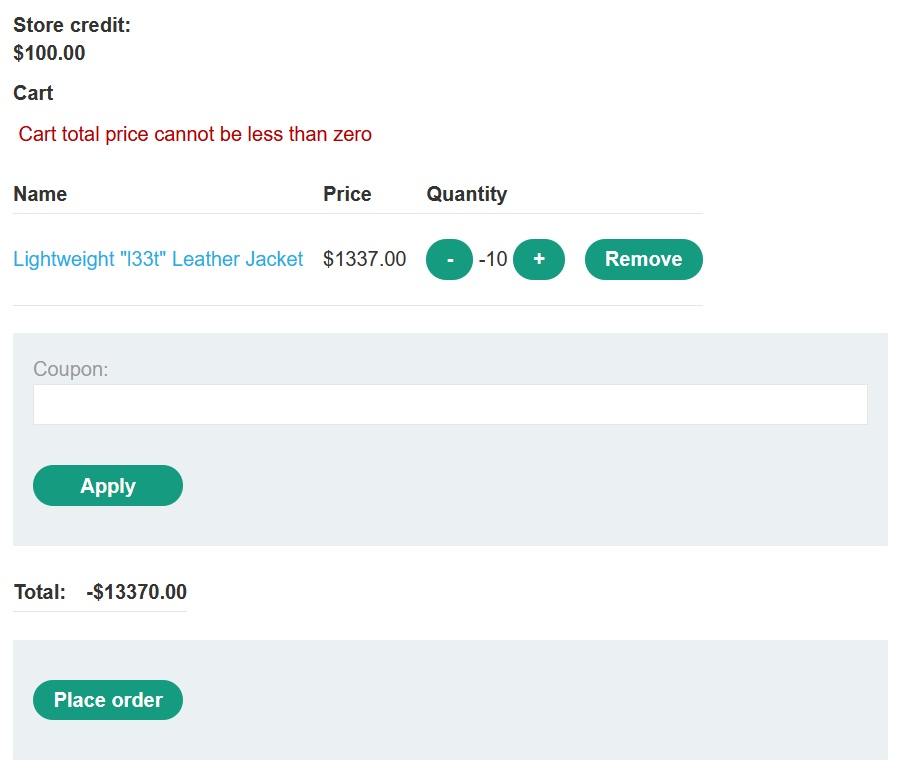 Store credit:
$100.00
Cart
Cart total price cannot be less than zero
Name Price Quantity
Lightweight "l33t" Leather Jacket $1337.00 - -10 + Remove
Coupon:
Apply
Total: -$13370.00
Place order